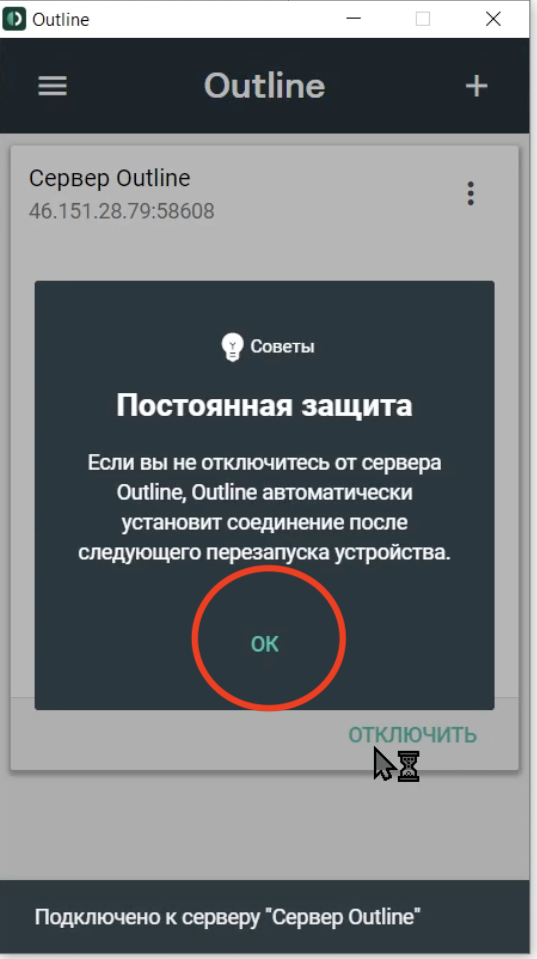 Outline
Outline
Сервер Outline
46.151.28.79:58608
Советы
Постоянная защита
Если вы не отключитесь от сервера
Outline, Outline автоматически
установит соединение после
следующего перезапуска устройства.
ОК
ОТКЛЮЧИТЬ
Подключено к серверу "Сервер Outline"